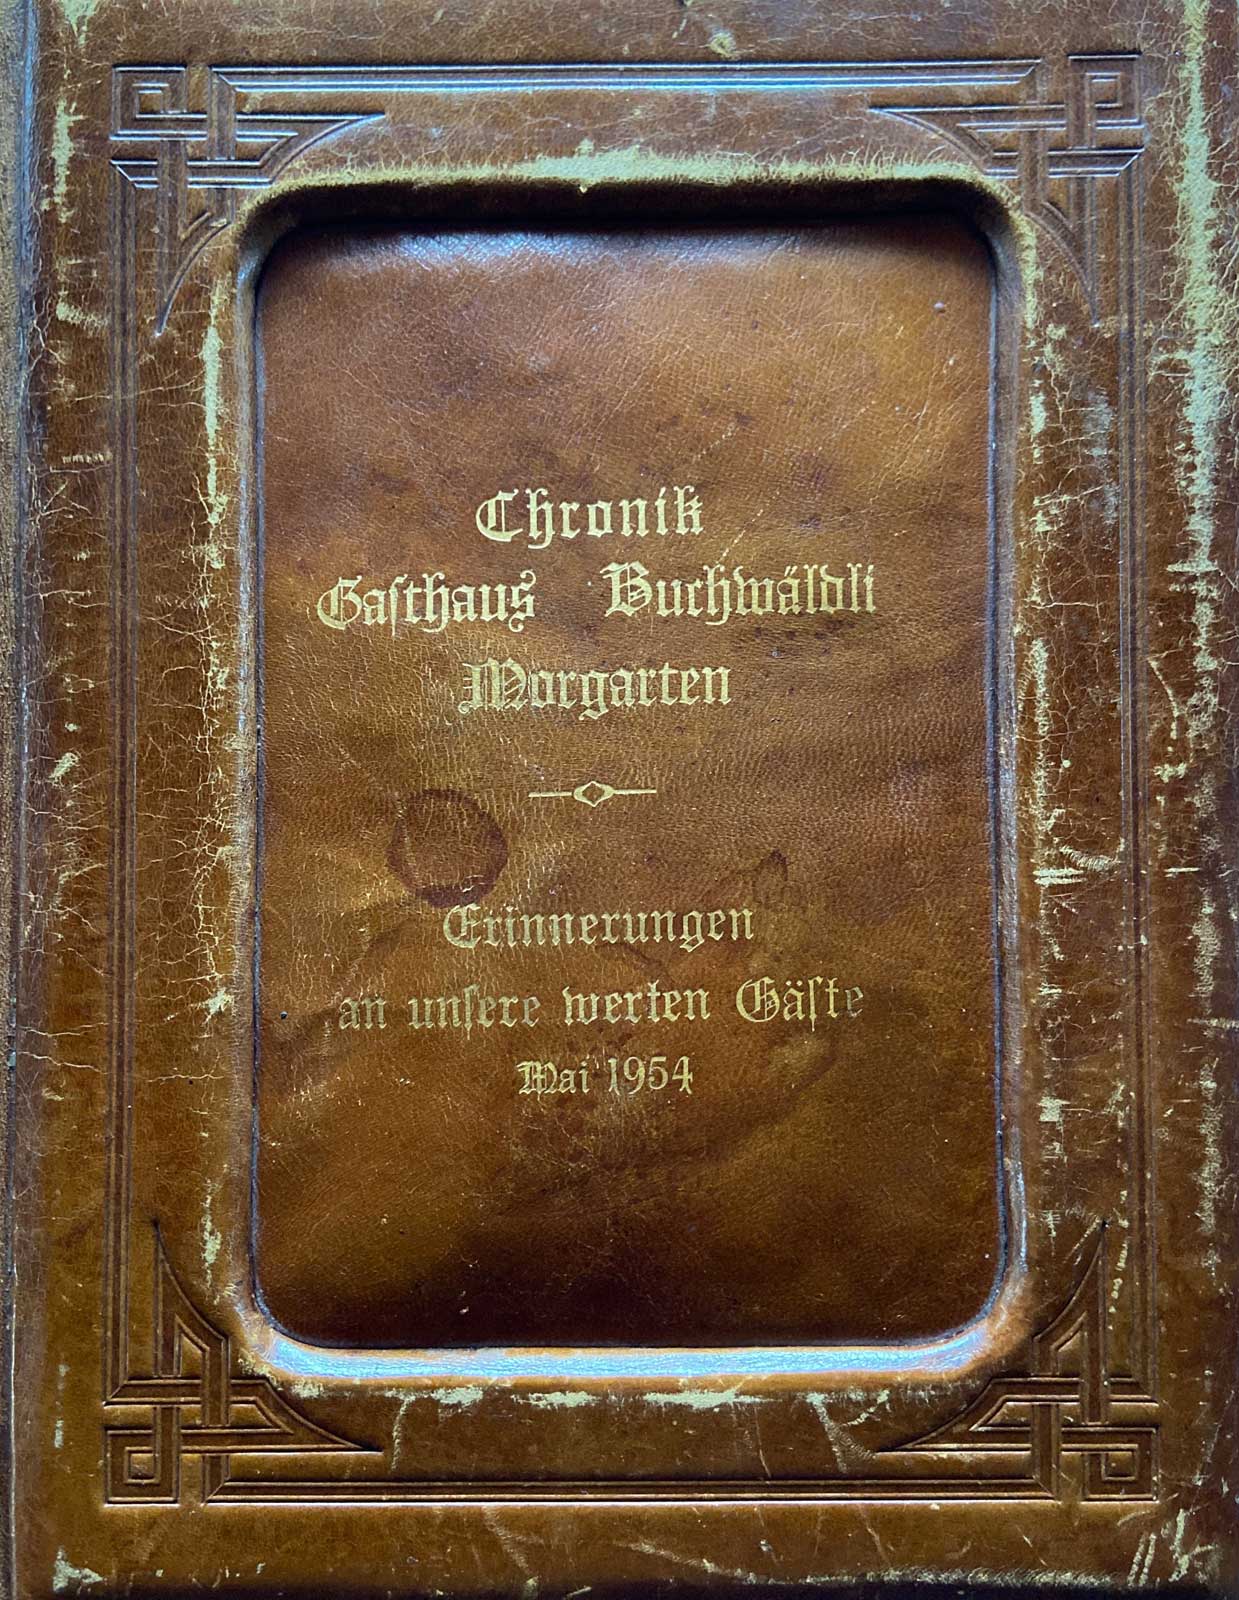 Chronik
Gaſthaus Buchwäldli
Morgarten
Erinnerungen
an unſere werten Gäſte
Mai 1954